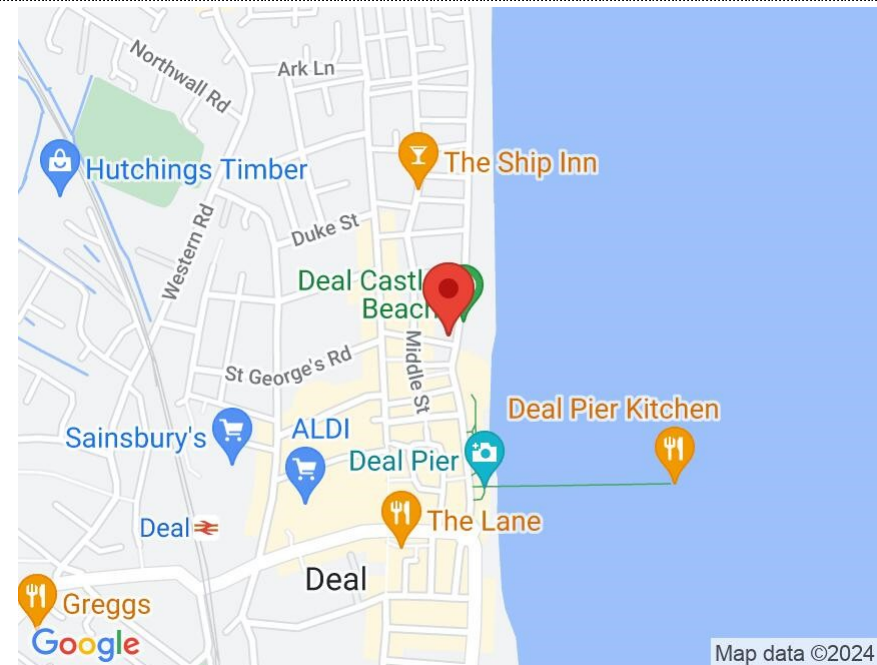 Northwall Rd
Ark Ln
The Ship Inn
Hutchings Timber
Duke St
Western Rd
Deal Castl
Beach
Middle St
St George's Rd
Deal Pier Kitchen
Sainsbury's
ALDI
Deal Pier
The Lane
Deal
Deal
Greggs
Google
Map data ©2024